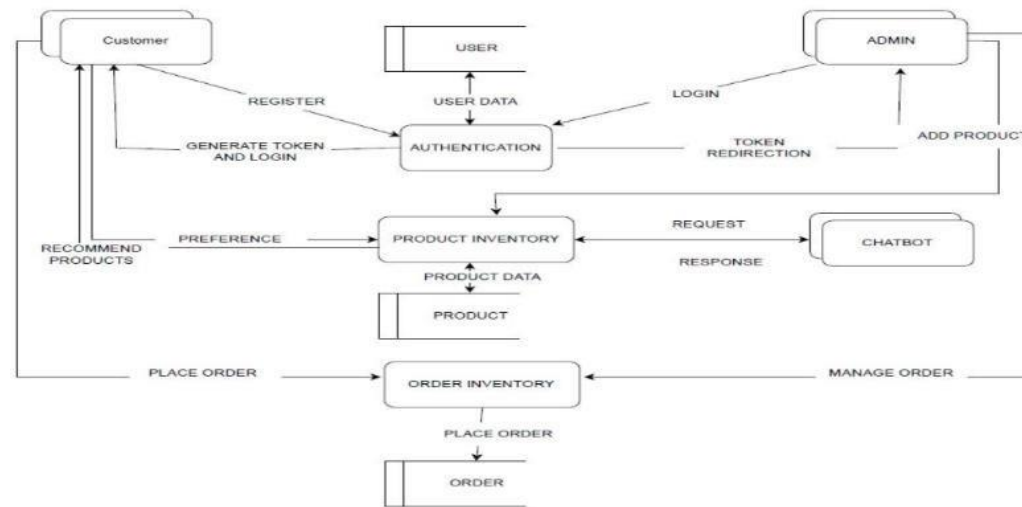 Customer
USER
ADMIN
REGISTER
USER DATA
LOGIN
ADD PRODUCT
GENERATE TOKEN
AND LOGIN
AUTHENTICATION
TOKEN
REDIRECTION
RECOMMEND
PRODUCTS
PREFERENCE
PRODUCT INVENTORY
REQUEST
RESPONSE
CHATBOT
PRODUCT DATA
PRODUCT
PLACE ORDER
ORDER INVENTORY
MANAGE ORDER
PLACE ORDER
ORDER